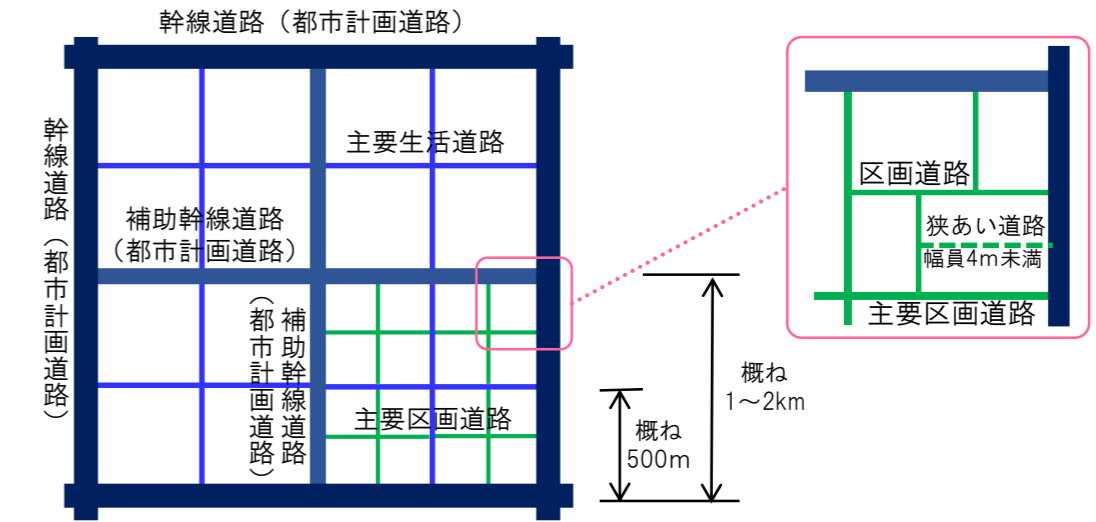 幹線道路（都市計画道路）
幹線道路（都市計画道路）
主要生活道路
補助幹線道路
（都市計画道路）
補助幹線道路
（都市計画道路）
主要区画道路
概ね
500m
概ね
1～2km
区画道路
狭あい道路
幅員4m未満
主要区画道路